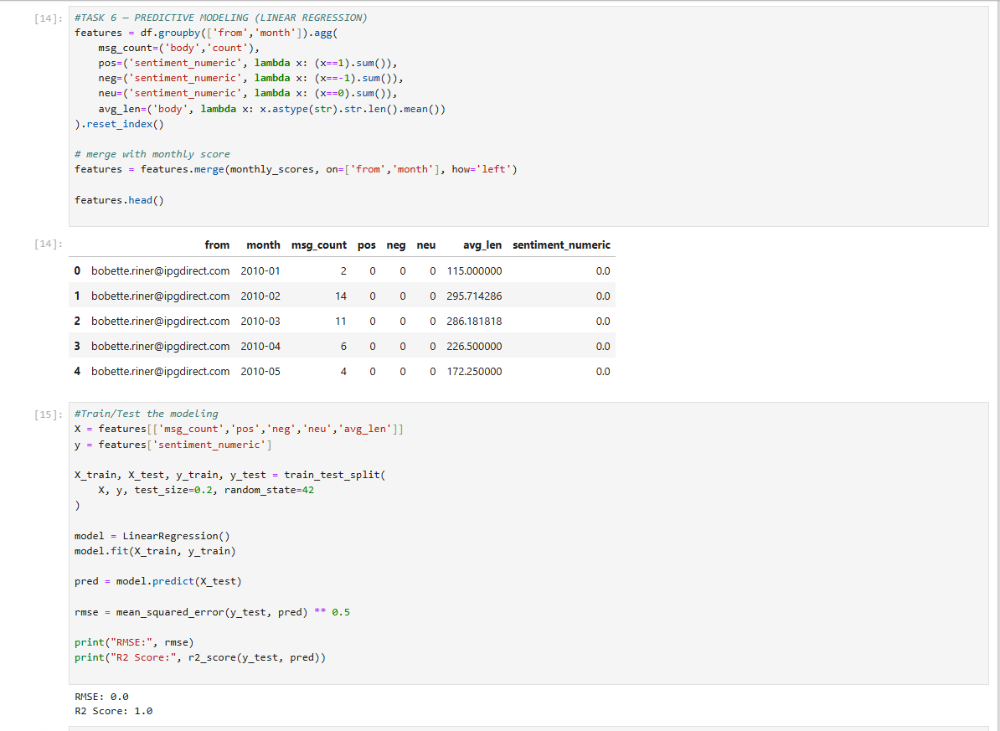 [14]: #TASK 6 — PREDICTIVE MODELING (LINEAR REGRESSION)
features = df.groupby(['from','month']).agg(
    msg_count=('body','count'),
    pos=('sentiment_numeric', lambda x: (x==1).sum()),
    neg=('sentiment_numeric', lambda x: (x==-1).sum()),
    neu=('sentiment_numeric', lambda x: (x==0).sum()),
    avg_len=('body', lambda x: x.astype(str).str.len().mean())
).reset_index()
# merge with monthly score
features = features.merge(monthly_scores, on=['from','month'], how='left')
features.head()
[14]: from month msg_count pos neg neu avg_len sentiment_numeric
0 bobette.riner@ipgdirect.com 2010-01 2 0 0 0 115.000000 0.0
1 bobette.riner@ipgdirect.com 2010-02 14 0 0 0 295.714286 0.0
2 bobette.riner@ipgdirect.com 2010-03 11 0 0 0 286.181818 0.0
3 bobette.riner@ipgdirect.com 2010-04 6 0 0 0 226.500000 0.0
4 bobette.riner@ipgdirect.com 2010-05 4 0 0 0 172.250000 0.0
[15]: #Train/Test the modeling
X = features[['msg_count','pos','neg','neu','avg_len']]
y = features['sentiment_numeric']
X_train, X_test, y_train, y_test = train_test_split(
    X, y, test_size=0.2, random_state=42
)
model = LinearRegression()
model.fit(X_train, y_train)
pred = model.predict(X_test)
rmse = mean_squared_error(y_test, pred) ** 0.5
print("RMSE:", rmse)
print("R2 Score:", r2_score(y_test, pred))
RMSE: 0.0
R2 Score: 1.0